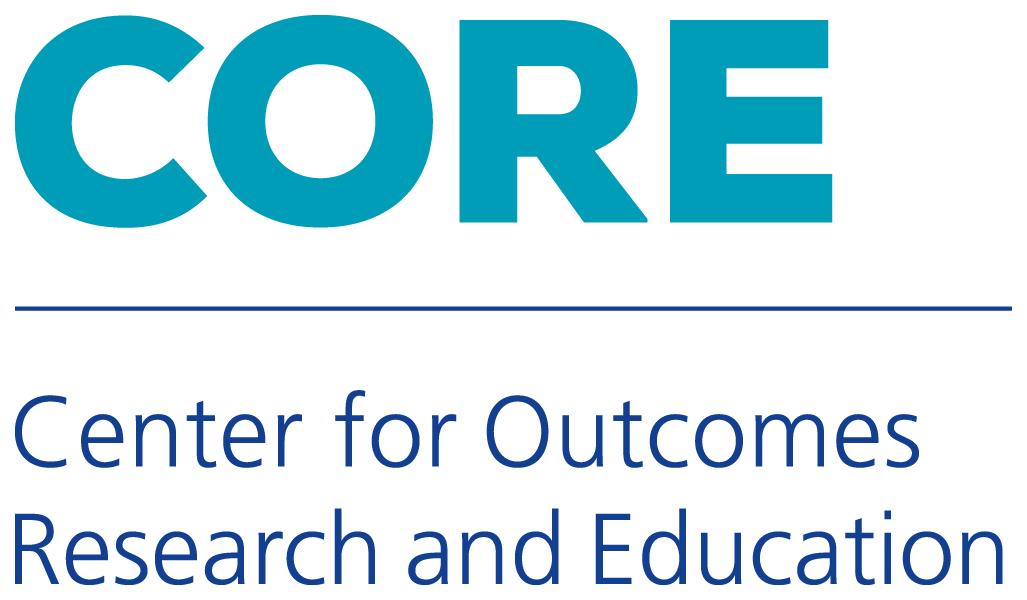 CORE
Center for Outcomes
Research and Education